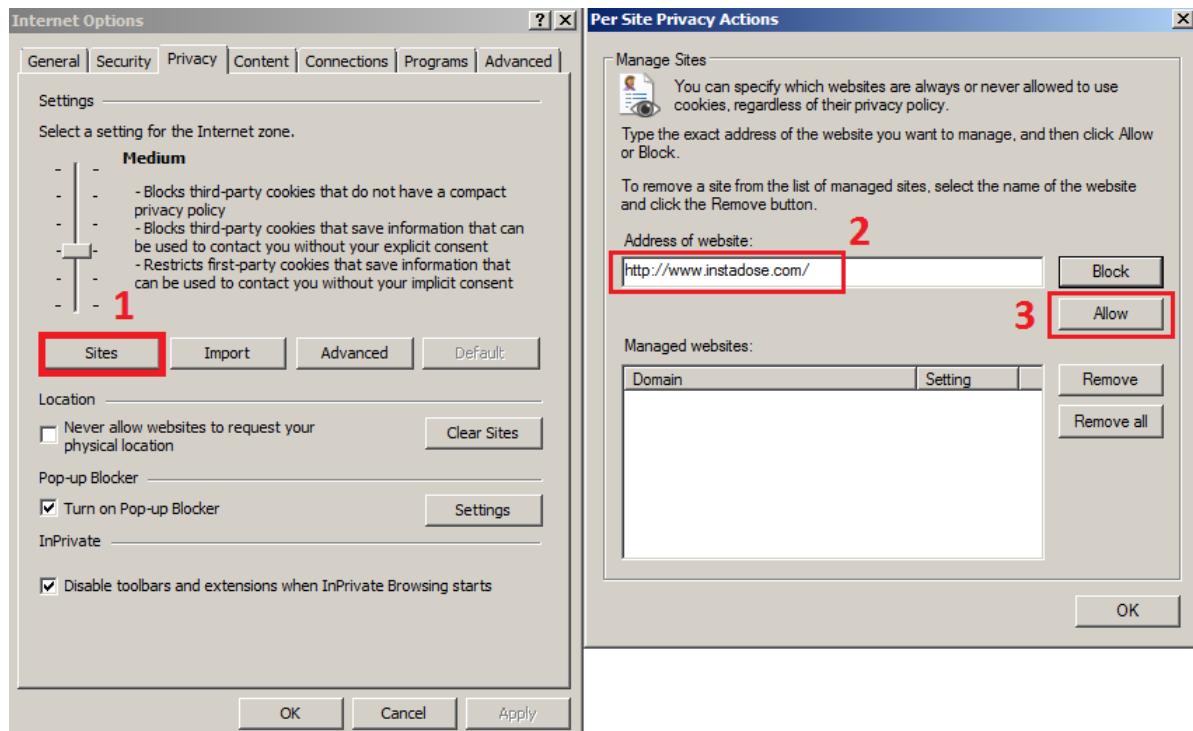 Internet Options
General Security Privacy Content Connections Programs Advanced
Settings
Select a setting for the Internet zone.
Medium
- Blocks third-party cookies that do not have a compact
privacy policy
- Blocks third-party cookies that save information that can
be used to contact you without your explicit consent
- Restricts first-party cookies that save information that
can be used to contact you without your implicit consent
1
Sites Import Advanced Default
Location
Never allow websites to request your
physical location
Clear Sites
Pop-up Blocker
Turn on Pop-up Blocker
Settings
InPrivate
Disable toolbars and extensions when InPrivate Browsing starts
OK Cancel Apply
Per Site Privacy Actions
Manage Sites
You can specify which websites are always or never allowed to use
cookies, regardless of their privacy policy.
Type the exact address of the website you want to manage, and then click Allow
or Block.
To remove a site from the list of managed sites, select the name of the website
and click the Remove button.
2
Address of website:
http://www.instadose.com/
Block
3
Allow
Managed websites:
Domain Setting
Remove
Remove all
OK